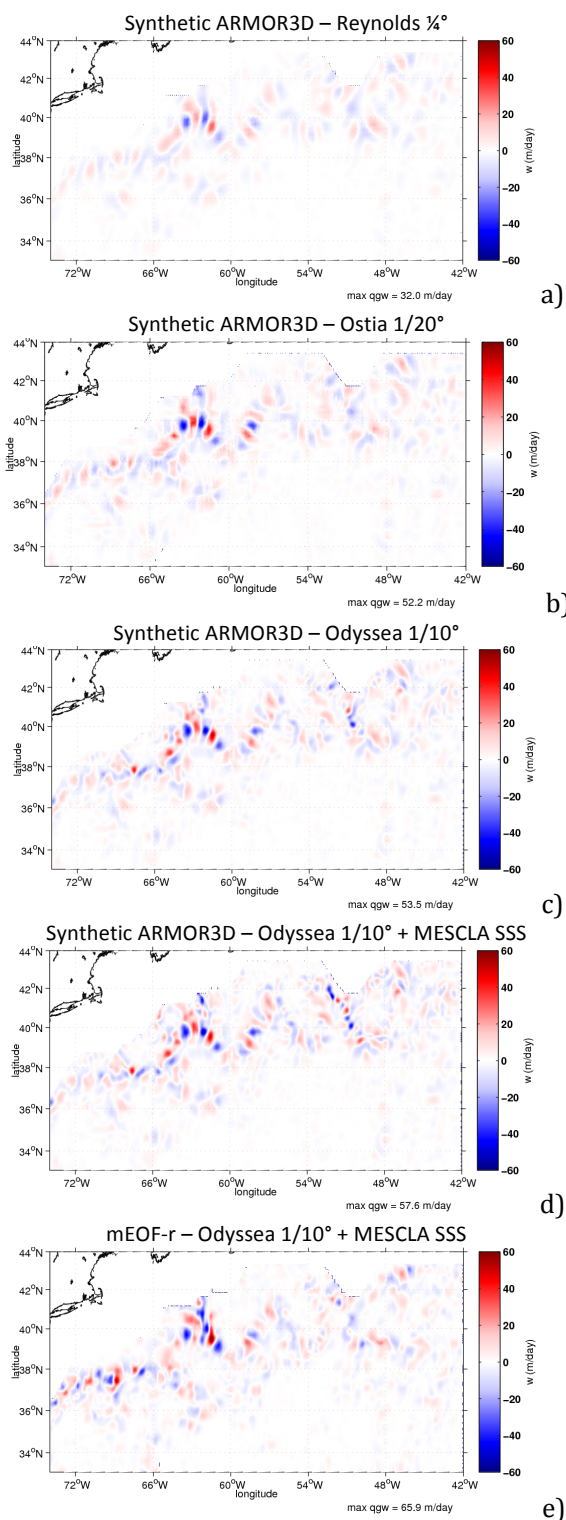 Synthetic ARMOR3D – Reynolds ¼°
44°N
42°N
40°N
38°N
36°N
34°N
latitude
72°W 66°W 60°W 54°W 48°W 42°W
longitude
max qgw = 32.0 m/day
60
40
20
0
−20
−40
−60
w (m/day)
a)
Synthetic ARMOR3D – Ostia 1/20°
44°N
42°N
40°N
38°N
36°N
34°N
latitude
72°W 66°W 60°W 54°W 48°W 42°W
longitude
max qgw = 52.2 m/day
60
40
20
0
−20
−40
−60
w (m/day)
b)
Synthetic ARMOR3D – Odyssea 1/10°
44°N
42°N
40°N
38°N
36°N
34°N
latitude
72°W 66°W 60°W 54°W 48°W 42°W
longitude
max qgw = 53.5 m/day
60
40
20
0
−20
−40
−60
w (m/day)
c)
Synthetic ARMOR3D – Odyssea 1/10° + MESCLA SSS
44°N
42°N
40°N
38°N
36°N
34°N
latitude
72°W 66°W 60°W 54°W 48°W 42°W
longitude
max qgw = 57.6 m/day
60
40
20
0
−20
−40
−60
w (m/day)
d)
mEOF-r – Odyssea 1/10° + MESCLA SSS
44°N
42°N
40°N
38°N
36°N
34°N
latitude
72°W 66°W 60°W 54°W 48°W 42°W
longitude
max qgw = 65.9 m/day
60
40
20
0
−20
−40
−60
w (m/day)
e)